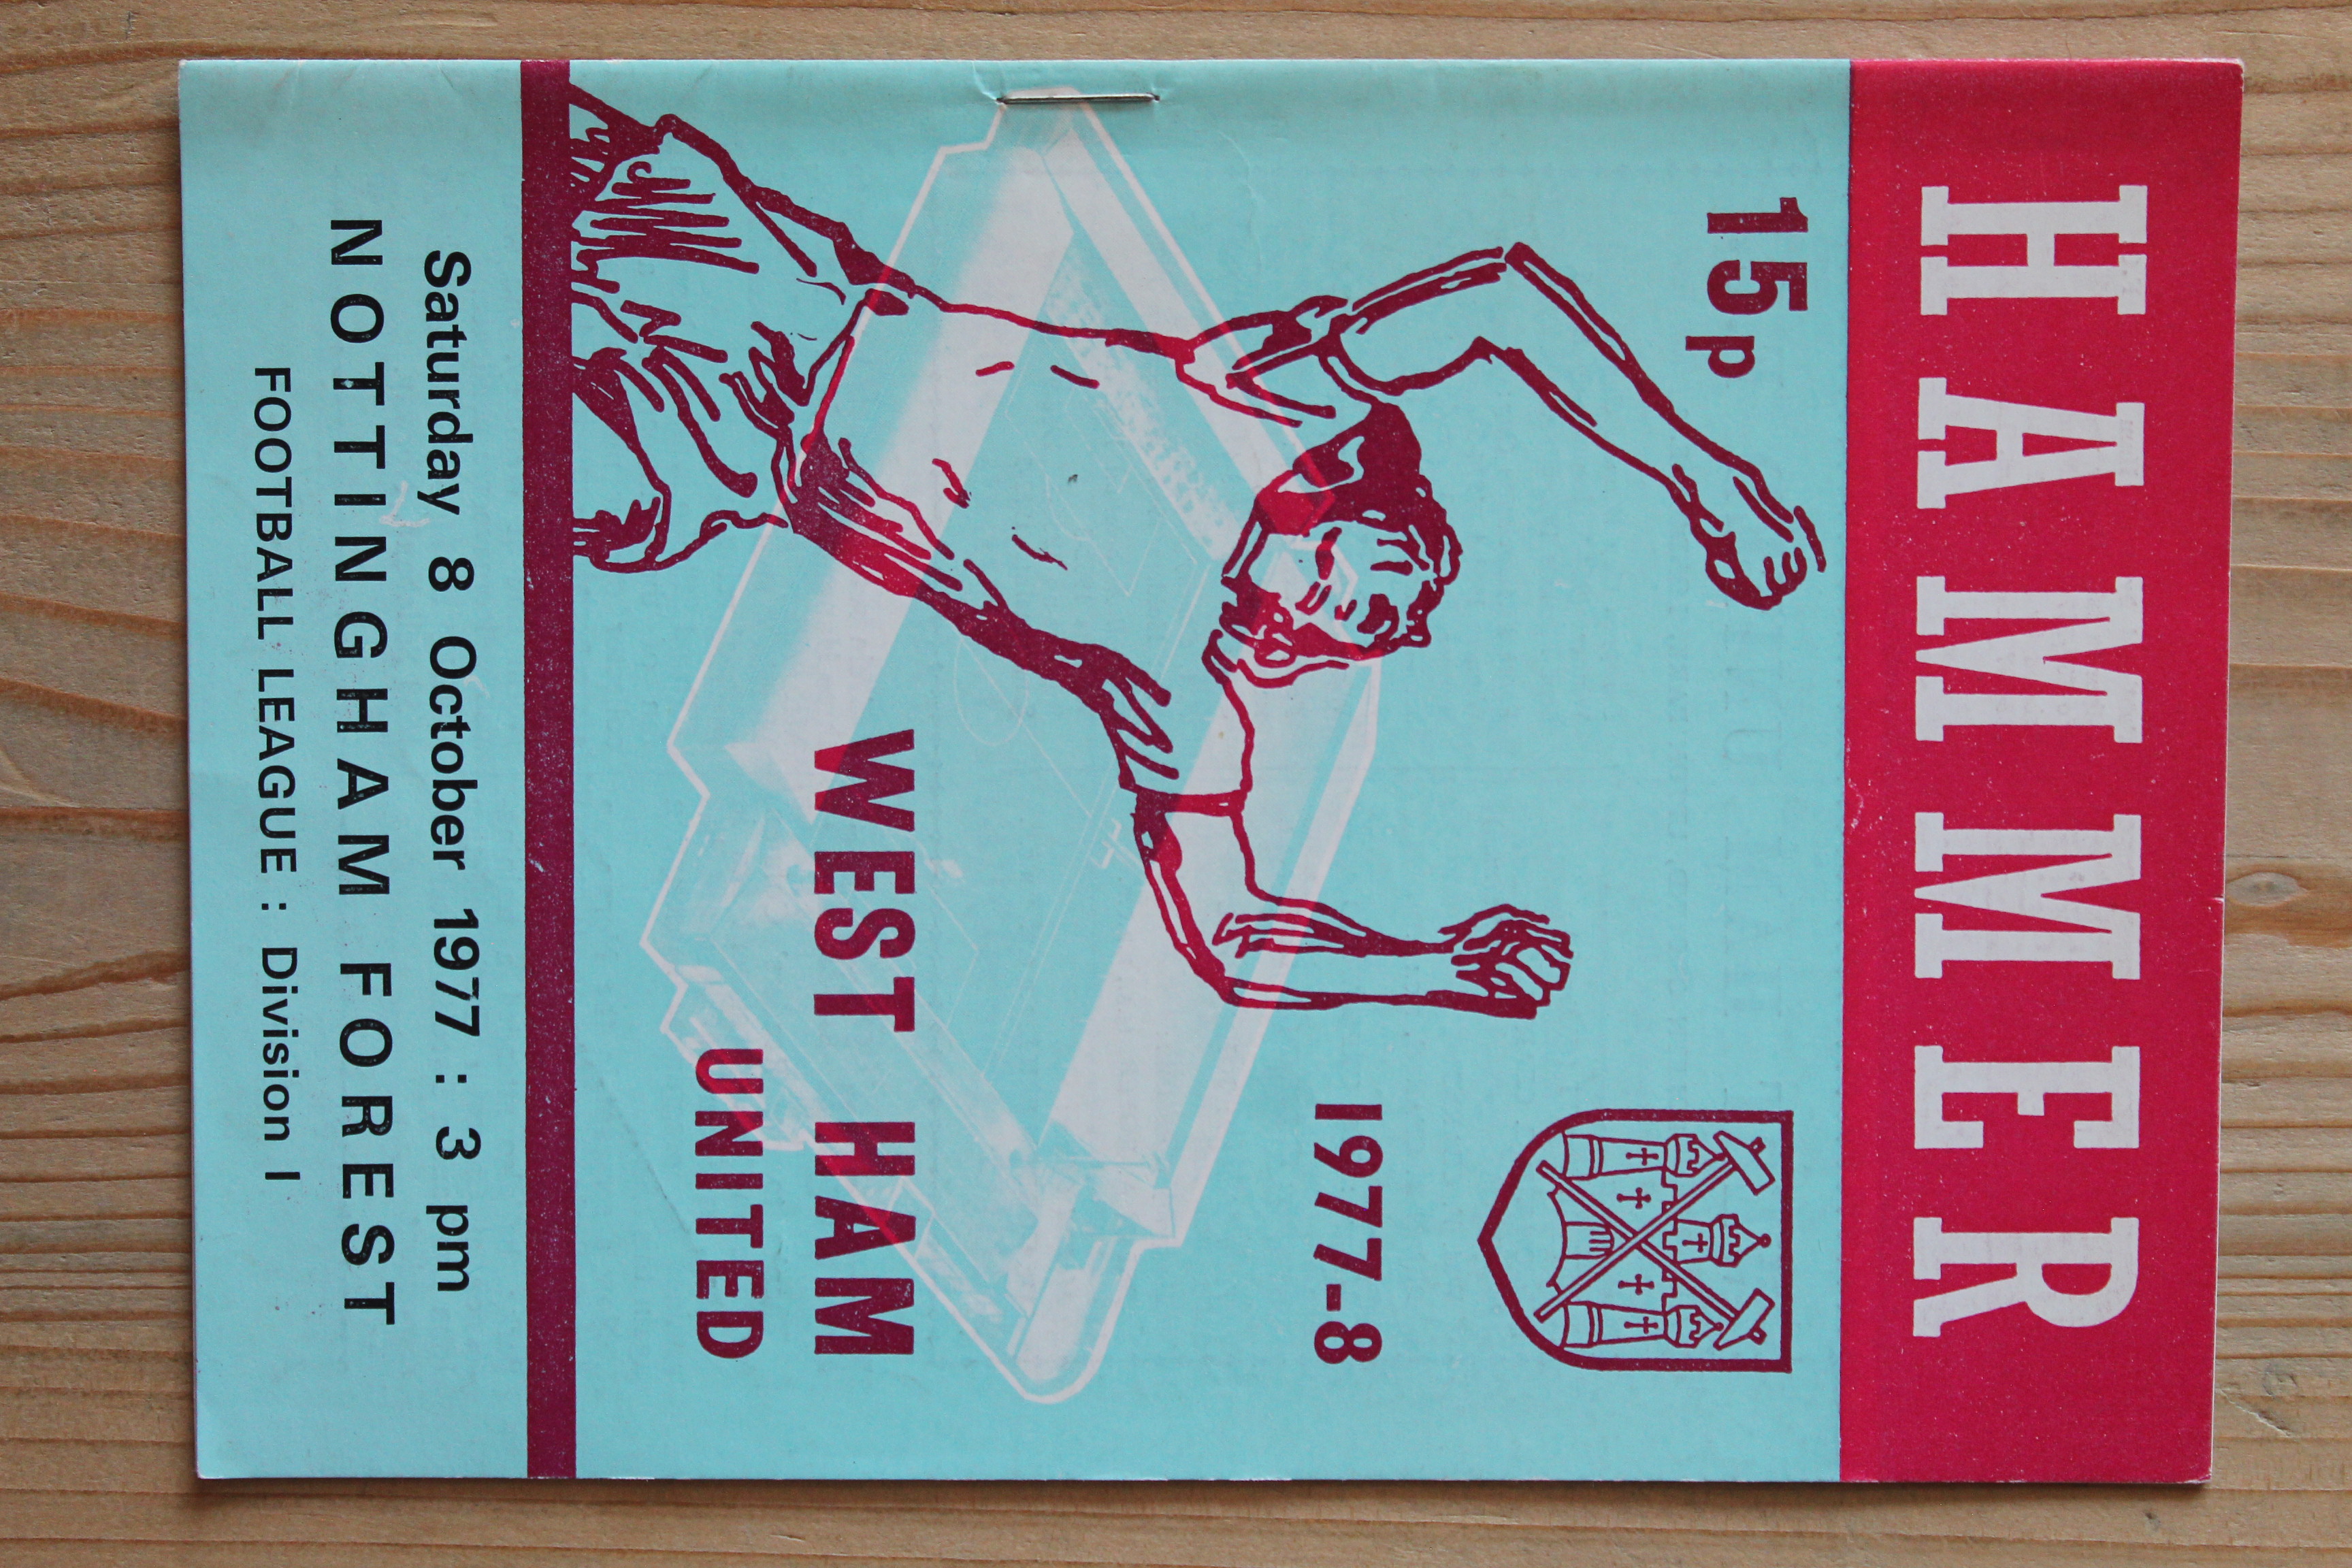 HAMMER
15p
1977-8
WEST HAM
UNITED
Saturday 8 October 1977 : 3 pm
NOTTINGHAM FOREST
FOOTBALL LEAGUE : Division I